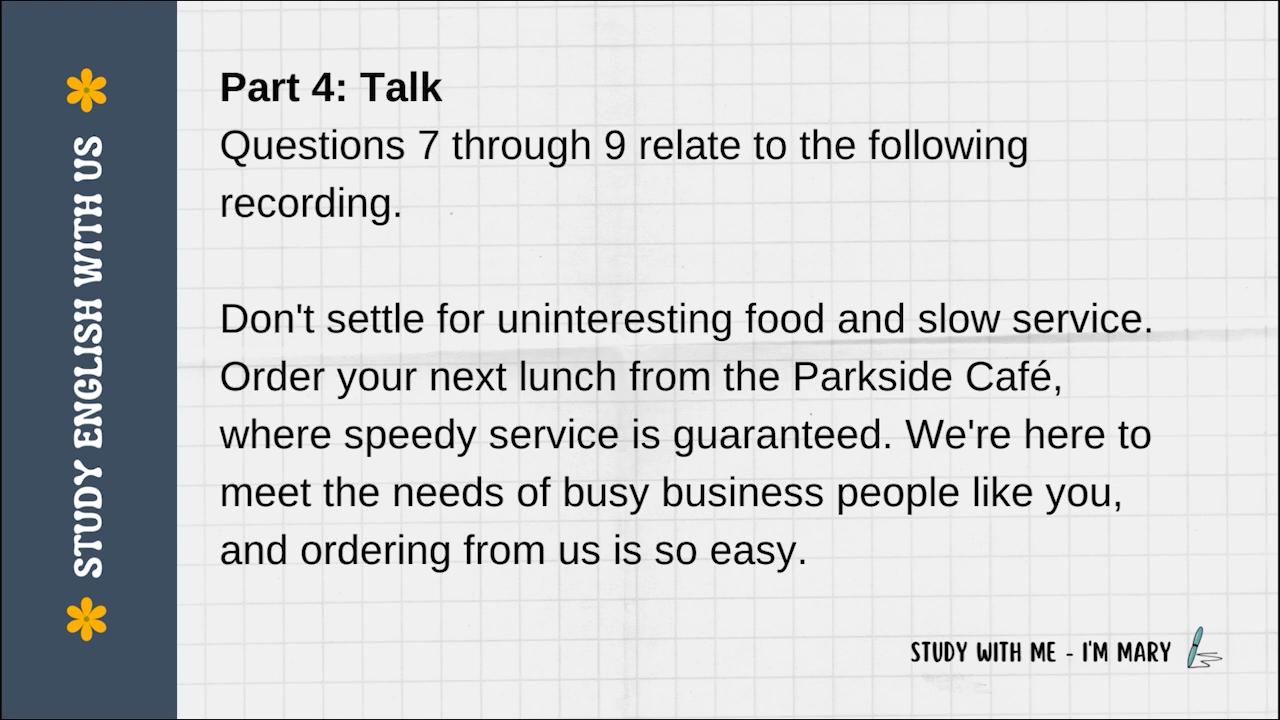 STUDY ENGLISH WITH US
Part 4: Talk
Questions 7 through 9 relate to the following
recording.
Don't settle for uninteresting food and slow service.
Order your next lunch from the Parkside Café,
where speedy service is guaranteed. We're here to
meet the needs of busy business people like you,
and ordering from us is so easy.
STUDY WITH ME - I'M MARY